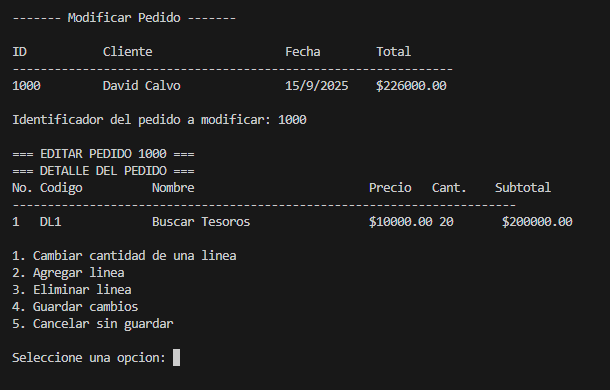 ------- Modificar Pedido -------
ID Cliente Fecha Total
---------------------------------------------------------------
1000 David Calvo 15/9/2025 $226000.00
Identificador del pedido a modificar: 1000
=== EDITAR PEDIDO 1000 ===
=== DETALLE DEL PEDIDO ===
No. Codigo Nombre Precio Cant. Subtotal
------------------------------------------------------------------------
1 DL1 Buscar Tesoros $10000.00 20 $200000.00
1. Cambiar cantidad de una linea
2. Agregar linea
3. Eliminar linea
4. Guardar cambios
5. Cancelar sin guardar
Seleccione una opcion: